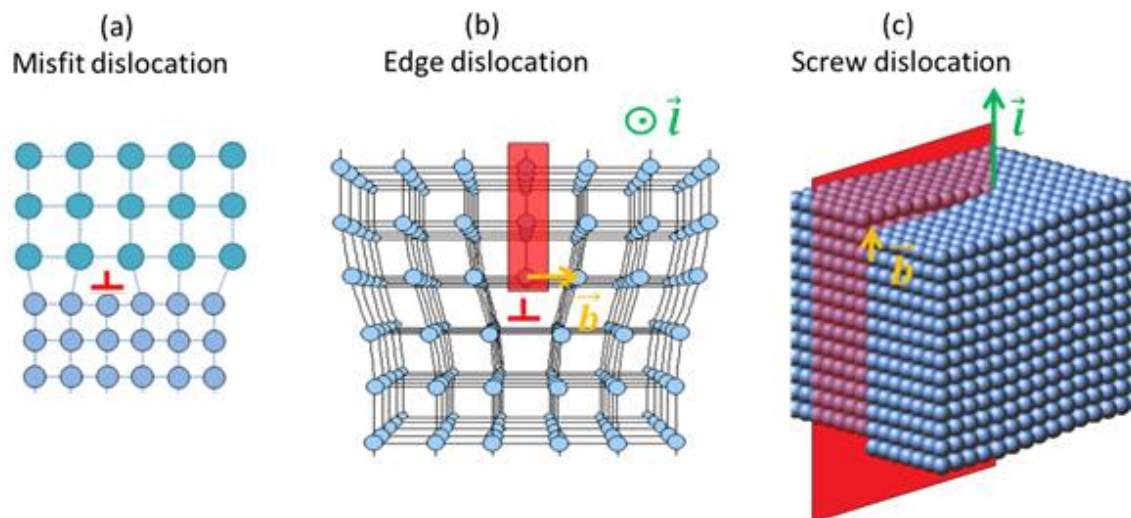 (a)
Misfit dislocation
(b)
Edge dislocation
(c)
Screw dislocation
⊙ l⃗
b⃗
l⃗
b⃗